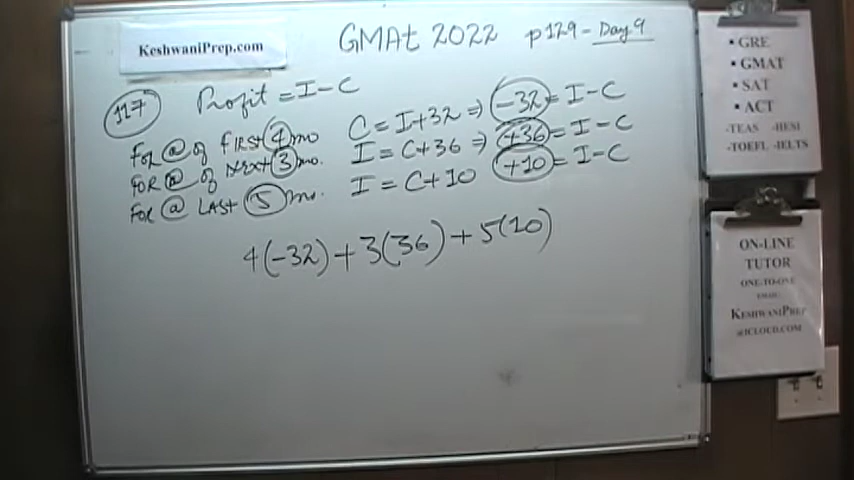 KeshwaniPrep.com
GMAt 2022 p129 - Day 9
117 Profit = I - C
FOR @ of first 4 mo C = I + 32 ⇒ -32 = I - C
FOR @ of next 3 mo. I = C + 36 ⇒ +36 = I - C
FOR @ LAST 5 mo. I = C + 10 +10 = I - C
4(-32) + 3(36) + 5(10)
▪ GRE
▪ GMAT
▪ SAT
▪ ACT
-TEAS -HESI
-TOEFL -IELTS
ON-LINE
TUTOR
ONE-TO-ONE
EMAIL:
KESHWANIPREP
@ICLOUD.COM